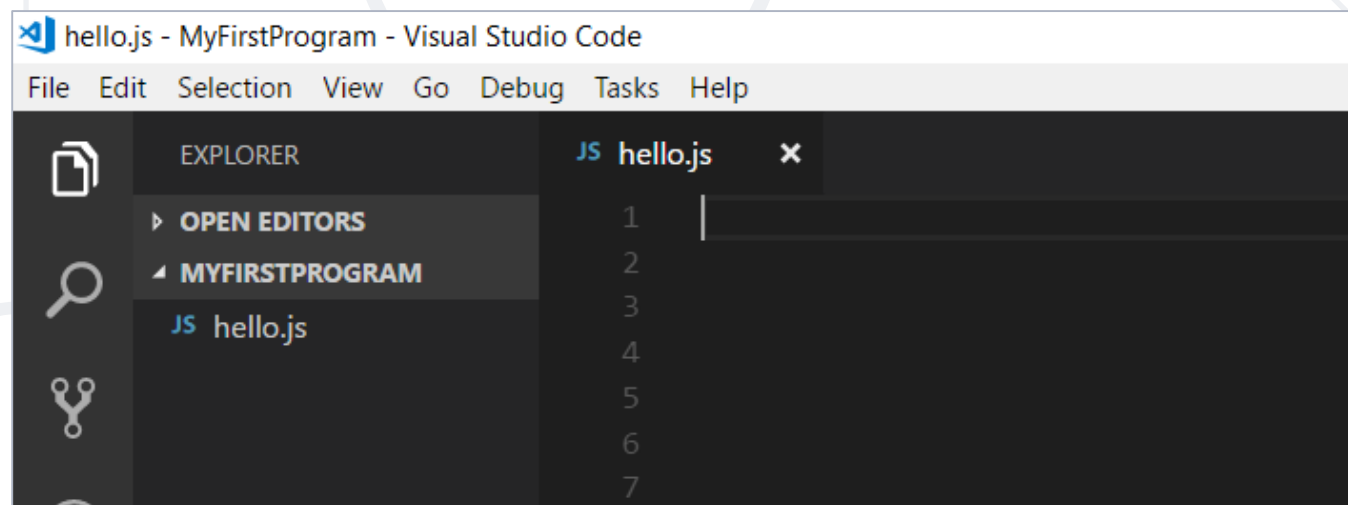 hello.js - MyFirstProgram - Visual Studio Code
File Edit Selection View Go Debug Tasks Help
EXPLORER
OPEN EDITORS
MYFIRSTPROGRAM
JS hello.js
JS hello.js
1
2
3
4
5
6
7